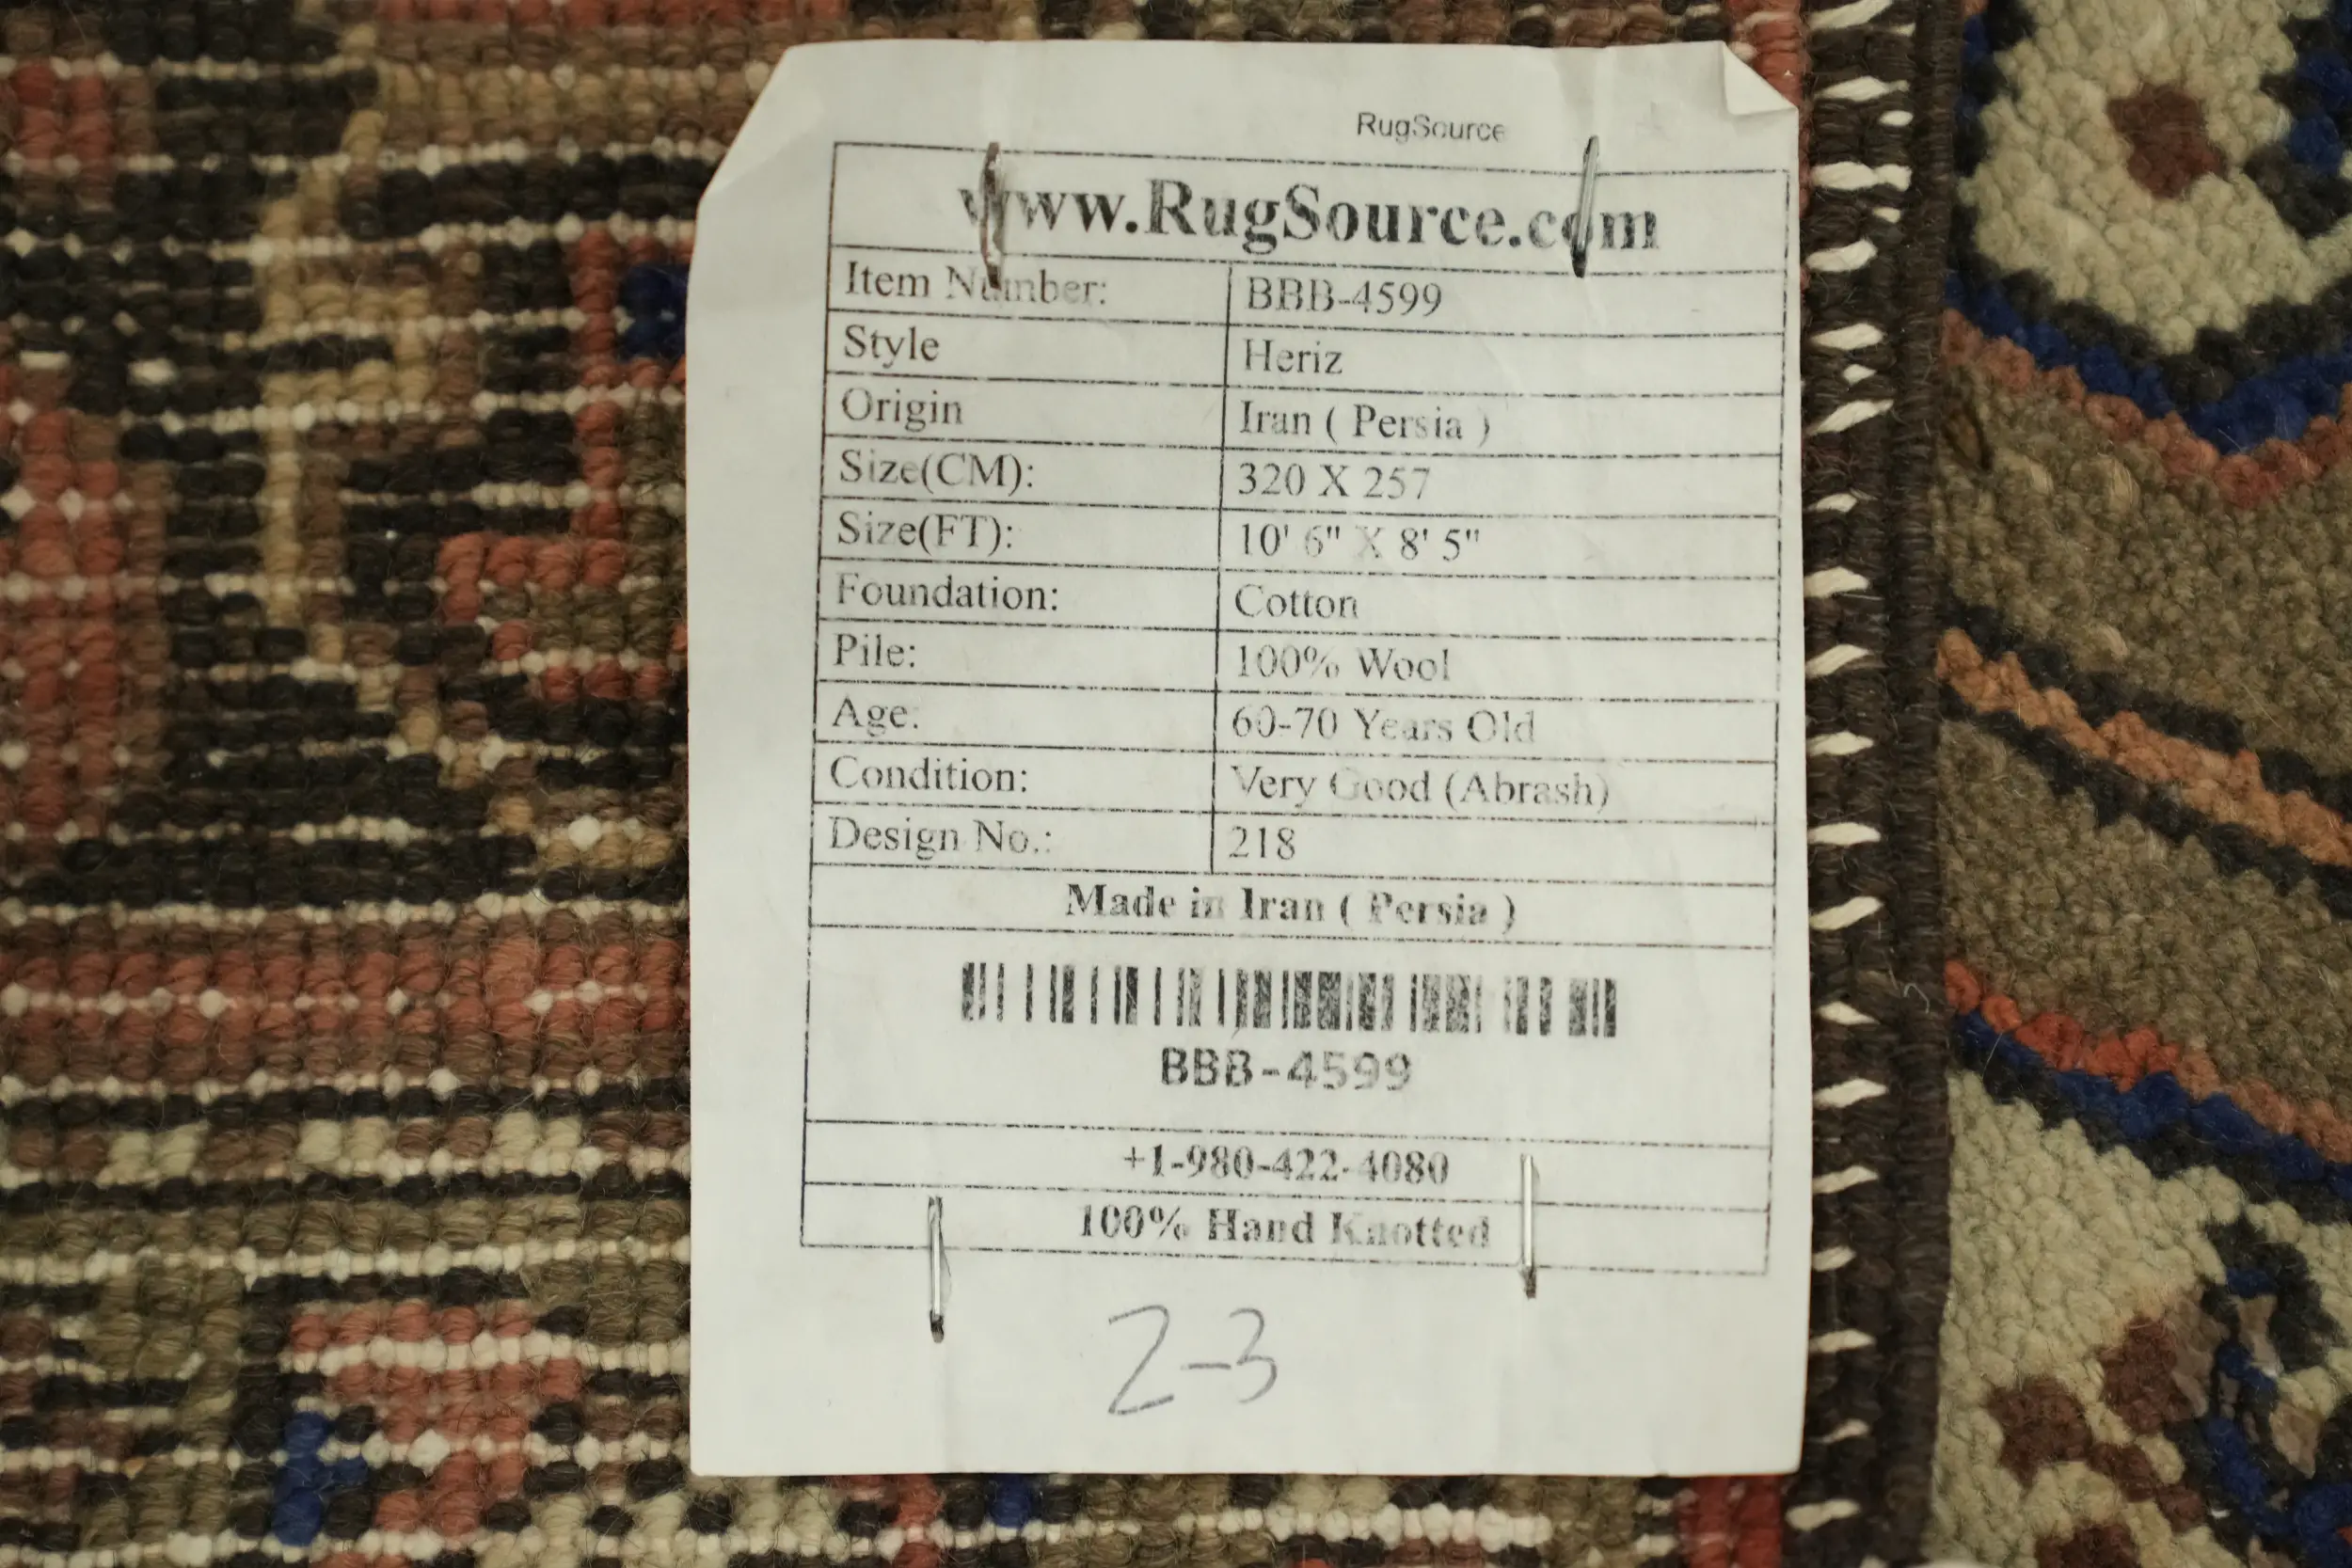 RugSource
www.RugSource.com
Item Number: BBB-4599
Style Heriz
Origin Iran ( Persia )
Size(CM): 320 X 257
Size(FT): 10' 6" X 8' 5"
Foundation: Cotton
Pile: 100% Wool
Age: 60-70 Years Old
Condition: Very Good (Abrash)
Design No.: 218
Made in Iran ( Persia )
BBB-4599
+1-980-422-4080
100% Hand Knotted
2-3